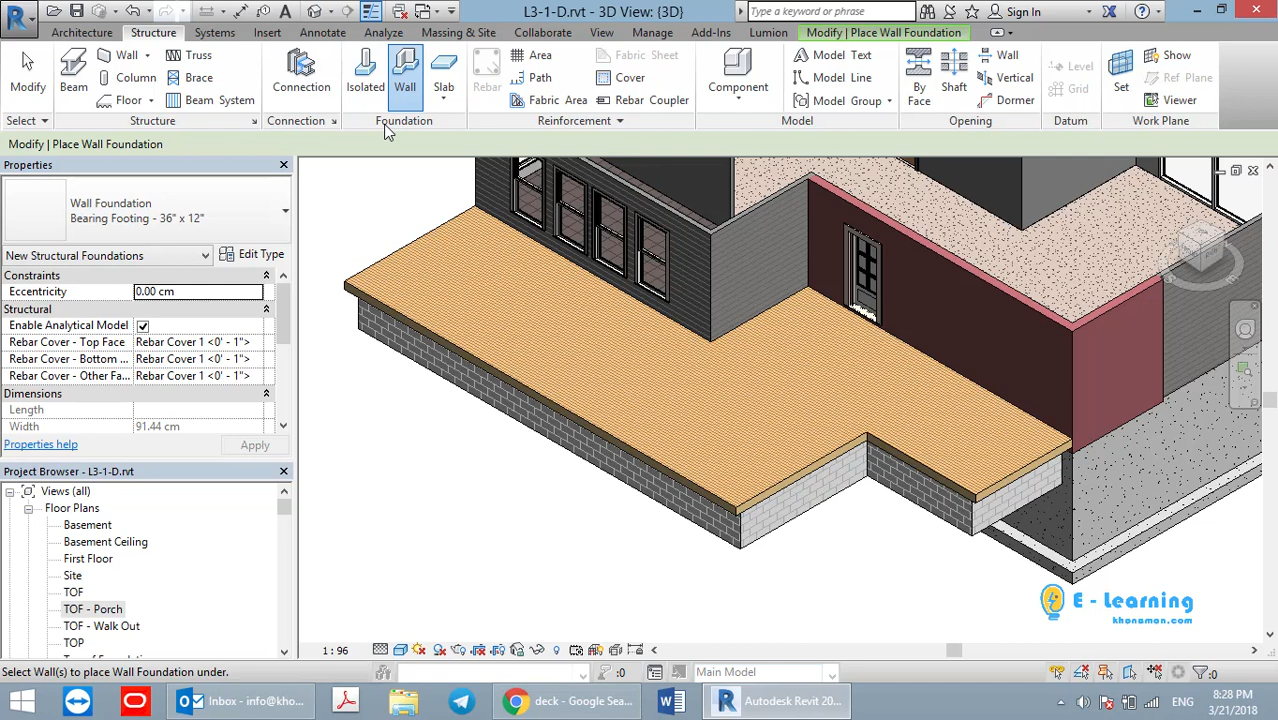 L3-1-D.rvt - 3D View: {3D}
Type a keyword or phrase
Sign In
Architecture Structure Systems Insert Annotate Analyze Massing & Site Collaborate View Manage Add-Ins Lumion Modify | Place Wall Foundation
Modify
Beam
Wall
Column
Floor
Truss
Brace
Beam System
Connection
Isolated
Wall
Slab
Rebar
Area
Path
Fabric Area
Fabric Sheet
Cover
Rebar Coupler
Component
Model Text
Model Line
Model Group
By
Face
Shaft
Wall
Vertical
Dormer
Level
Grid
Set
Show
Ref Plane
Viewer
Select Structure Connection Foundation Reinforcement Model Opening Datum Work Plane
Modify | Place Wall Foundation
Properties
Wall Foundation
Bearing Footing - 36" x 12"
New Structural Foundations Edit Type
Constraints
Eccentricity 0.00 cm
Structural
Enable Analytical Model
Rebar Cover - Top Face Rebar Cover 1 <0' - 1">
Rebar Cover - Bottom ... Rebar Cover 1 <0' - 1">
Rebar Cover - Other Fa... Rebar Cover 1 <0' - 1">
Dimensions
Length
Width 91.44 cm
Properties help Apply
Project Browser - L3-1-D.rvt
Views (all)
Floor Plans
Basement
Basement Ceiling
First Floor
Site
TOF
TOF - Porch
TOF - Walk Out
TOP
E - Learning
khonamon.com
1 : 96
Select Wall(s) to place Wall Foundation under.
:0
Main Model
:0
Inbox - info@kho...
deck - Google Sea...
Autodesk Revit 20...
ENG
8:28 PM
3/21/2018